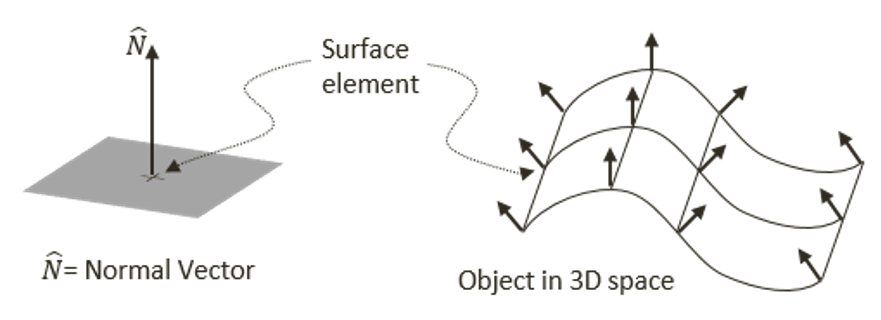 N̂
Surface
element
N̂= Normal Vector
Object in 3D space